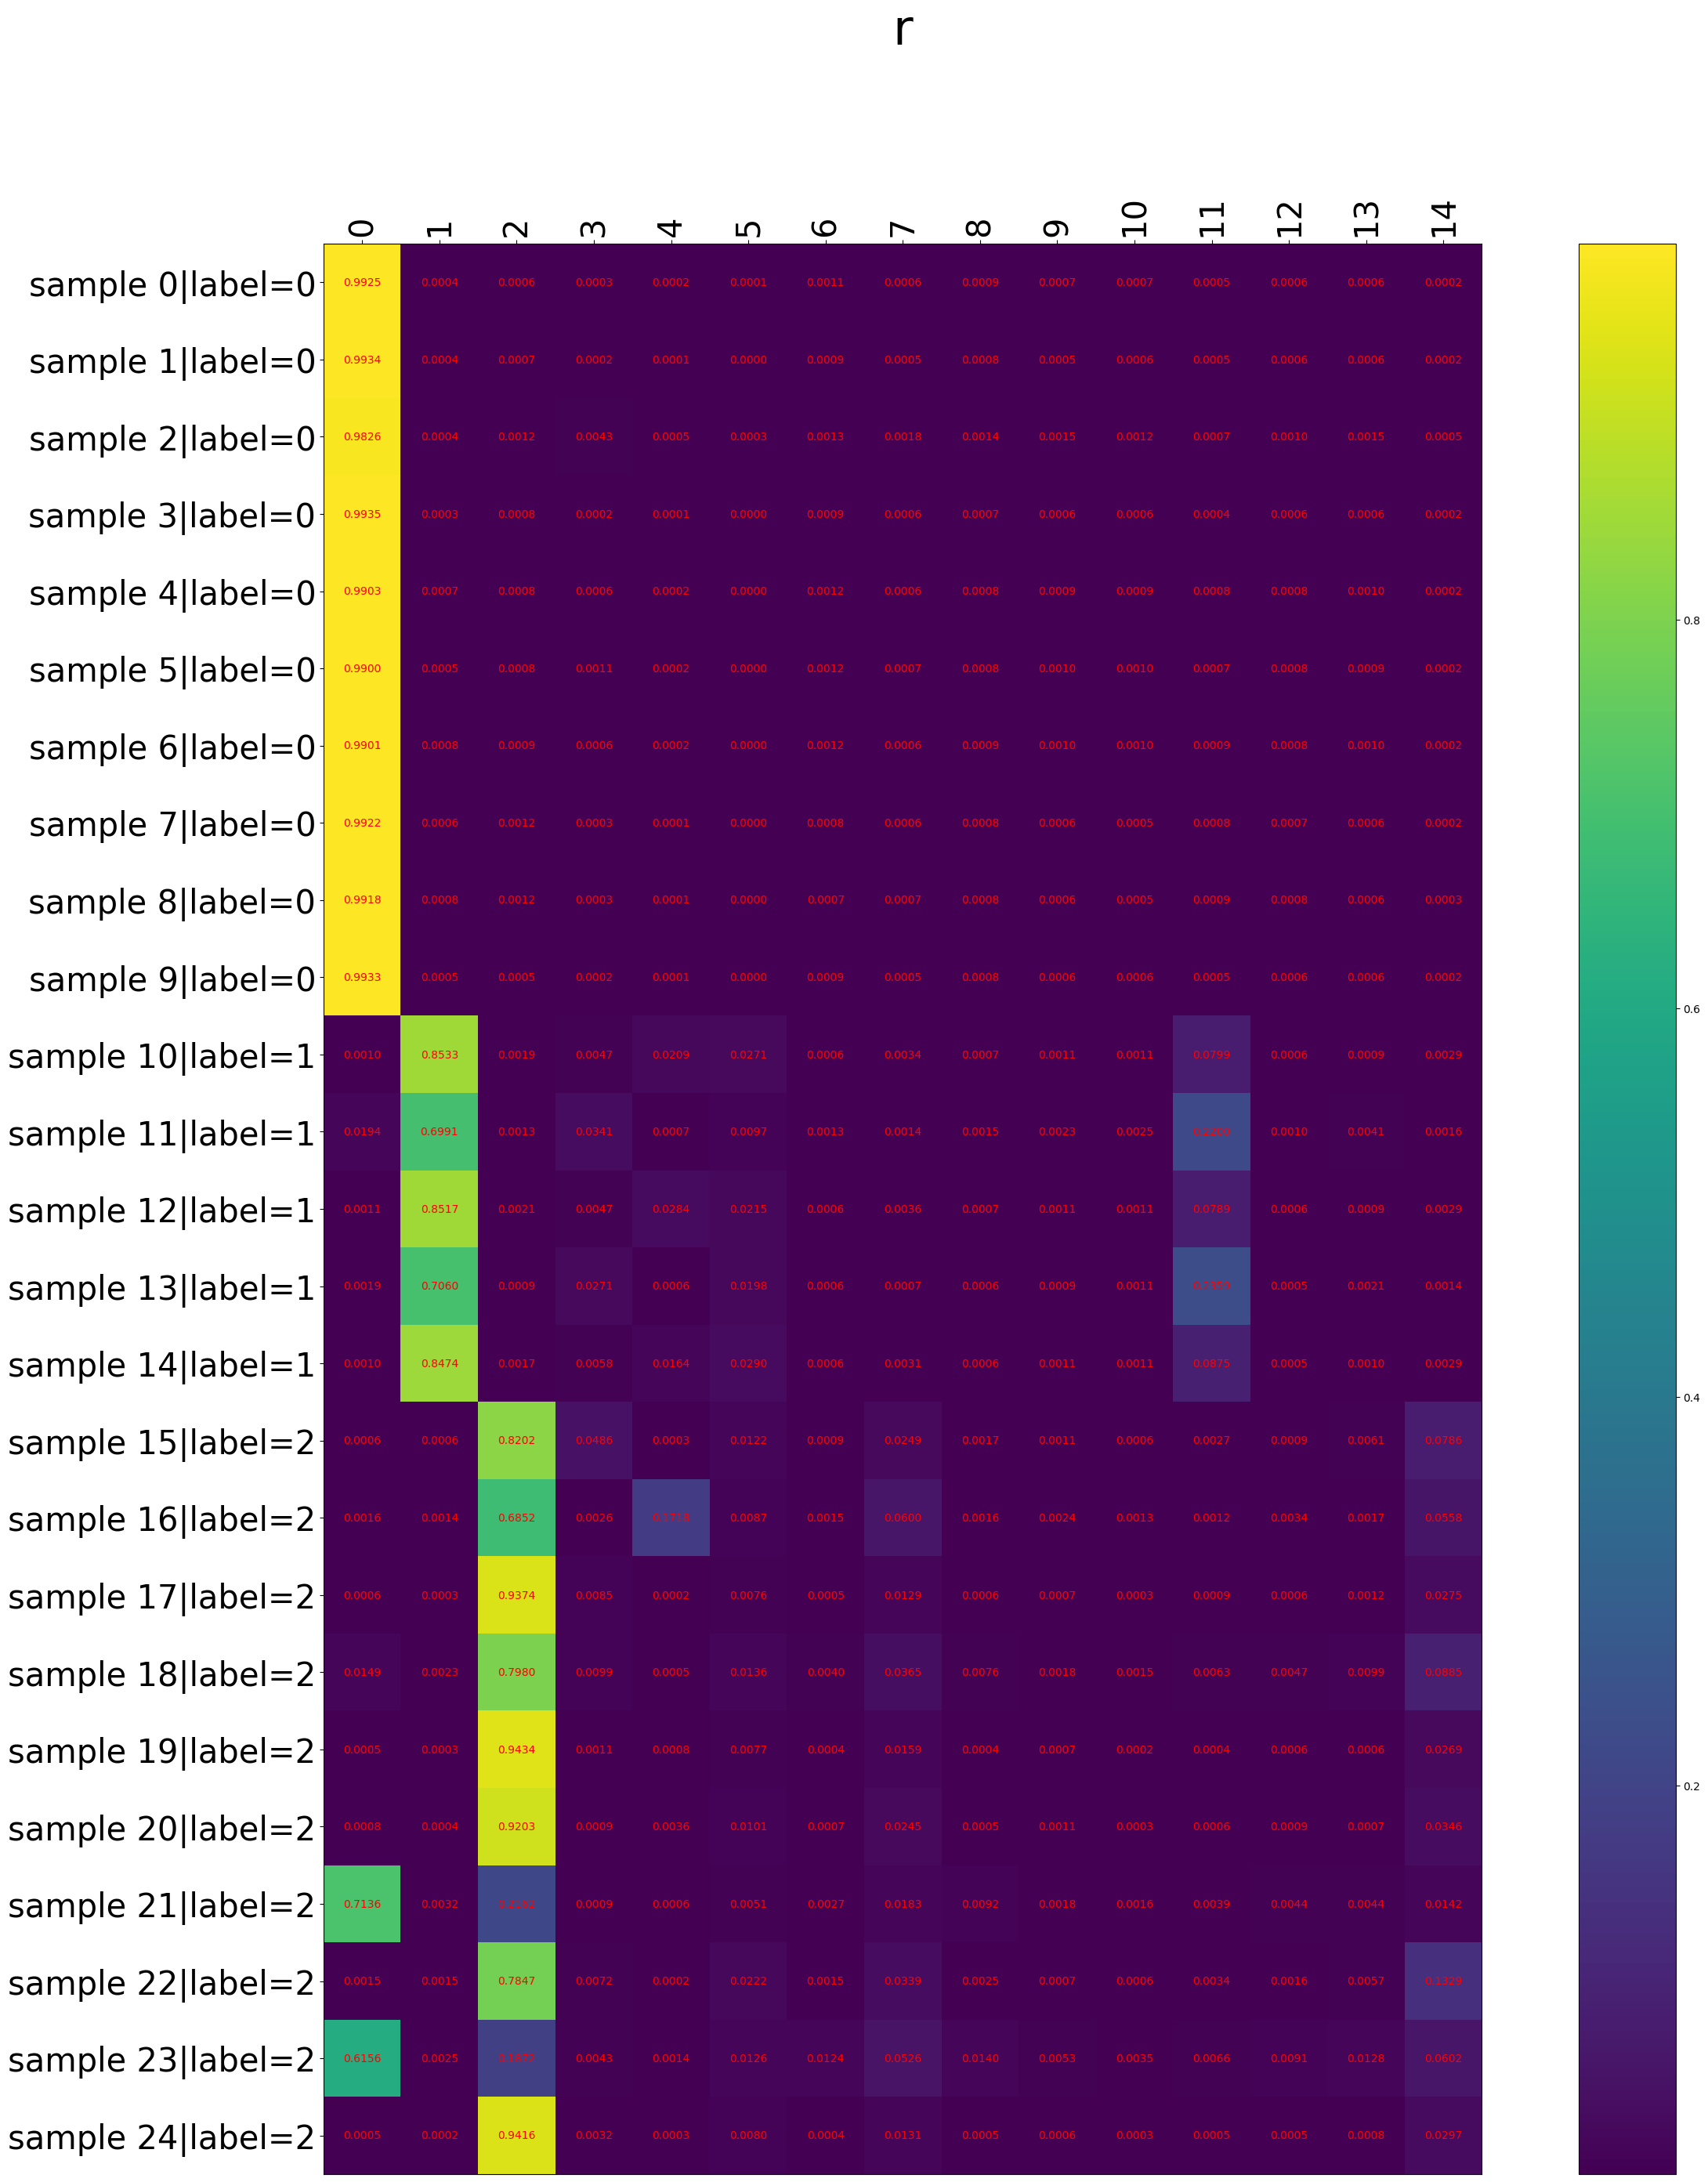 r
0 1 2 3 4 5 6 7 8 9 10 11 12 13 14
sample 0|label=0 0.9925 0.0004 0.0006 0.0003 0.0002 0.0001 0.0011 0.0006 0.0009 0.0007 0.0007 0.0005 0.0006 0.0006 0.0002
sample 1|label=0 0.9934 0.0004 0.0007 0.0002 0.0001 0.0000 0.0009 0.0005 0.0008 0.0005 0.0006 0.0005 0.0006 0.0006 0.0002
sample 2|label=0 0.9826 0.0004 0.0012 0.0043 0.0005 0.0003 0.0013 0.0018 0.0014 0.0015 0.0012 0.0007 0.0010 0.0015 0.0005
sample 3|label=0 0.9935 0.0003 0.0008 0.0002 0.0001 0.0000 0.0009 0.0006 0.0007 0.0006 0.0006 0.0004 0.0006 0.0006 0.0002
sample 4|label=0 0.9903 0.0007 0.0008 0.0006 0.0002 0.0000 0.0012 0.0006 0.0008 0.0009 0.0009 0.0008 0.0008 0.0010 0.0002
0.8
sample 5|label=0 0.9900 0.0005 0.0008 0.0011 0.0002 0.0000 0.0012 0.0007 0.0008 0.0010 0.0010 0.0007 0.0008 0.0009 0.0002
sample 6|label=0 0.9901 0.0008 0.0009 0.0006 0.0002 0.0000 0.0012 0.0006 0.0009 0.0010 0.0010 0.0009 0.0008 0.0010 0.0002
sample 7|label=0 0.9922 0.0006 0.0012 0.0003 0.0001 0.0000 0.0008 0.0006 0.0008 0.0006 0.0005 0.0008 0.0007 0.0006 0.0002
sample 8|label=0 0.9918 0.0008 0.0012 0.0003 0.0001 0.0000 0.0007 0.0007 0.0008 0.0006 0.0005 0.0009 0.0008 0.0006 0.0003
sample 9|label=0 0.9933 0.0005 0.0005 0.0002 0.0001 0.0000 0.0009 0.0005 0.0008 0.0006 0.0006 0.0005 0.0006 0.0006 0.0002
0.6
sample 10|label=1 0.0010 0.8533 0.0019 0.0047 0.0209 0.0271 0.0006 0.0034 0.0007 0.0011 0.0011 0.0799 0.0006 0.0009 0.0029
sample 11|label=1 0.0194 0.6991 0.0013 0.0341 0.0007 0.0097 0.0013 0.0014 0.0015 0.0023 0.0025 0.0010 0.0041 0.0016
sample 12|label=1 0.0011 0.8517 0.0021 0.0047 0.0284 0.0215 0.0006 0.0036 0.0007 0.0011 0.0011 0.0789 0.0006 0.0009 0.0029
sample 13|label=1 0.0019 0.7060 0.0009 0.0271 0.0006 0.0198 0.0006 0.0007 0.0006 0.0009 0.0011 0.0005 0.0021 0.0014
sample 14|label=1 0.0010 0.8474 0.0017 0.0058 0.0164 0.0290 0.0006 0.0031 0.0006 0.0011 0.0011 0.0875 0.0005 0.0010 0.0029
0.4
sample 15|label=2 0.0006 0.0006 0.8202 0.0486 0.0003 0.0122 0.0009 0.0249 0.0017 0.0011 0.0006 0.0027 0.0009 0.0061 0.0786
sample 16|label=2 0.0016 0.0014 0.6852 0.0026 0.0087 0.0015 0.0600 0.0016 0.0024 0.0013 0.0012 0.0034 0.0017 0.0558
sample 17|label=2 0.0006 0.0003 0.9374 0.0085 0.0002 0.0076 0.0005 0.0129 0.0006 0.0007 0.0003 0.0009 0.0006 0.0012 0.0275
sample 18|label=2 0.0149 0.0023 0.7980 0.0099 0.0005 0.0136 0.0040 0.0365 0.0076 0.0018 0.0015 0.0063 0.0047 0.0099 0.0885
sample 19|label=2 0.0005 0.0003 0.9434 0.0011 0.0008 0.0077 0.0004 0.0159 0.0004 0.0007 0.0002 0.0004 0.0006 0.0006 0.0269
0.2
sample 20|label=2 0.0008 0.0004 0.9203 0.0009 0.0036 0.0101 0.0007 0.0245 0.0005 0.0011 0.0003 0.0006 0.0009 0.0007 0.0346
sample 21|label=2 0.7136 0.0032 0.0009 0.0006 0.0051 0.0027 0.0183 0.0092 0.0018 0.0016 0.0039 0.0044 0.0044 0.0142
sample 22|label=2 0.0015 0.0015 0.7847 0.0072 0.0002 0.0222 0.0015 0.0339 0.0025 0.0007 0.0006 0.0034 0.0016 0.0057 0.1329
sample 23|label=2 0.6156 0.0025 0.0043 0.0014 0.0126 0.0124 0.0526 0.0140 0.0053 0.0035 0.0066 0.0091 0.0128 0.0602
sample 24|label=2 0.0005 0.0002 0.9416 0.0032 0.0003 0.0080 0.0004 0.0131 0.0005 0.0006 0.0003 0.0005 0.0005 0.0008 0.0297